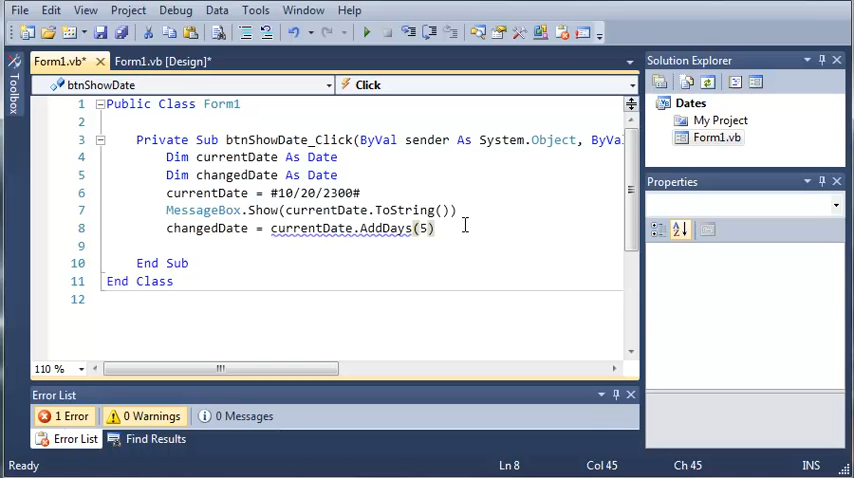 File Edit View Project Debug Data Tools Window Help
Form1.vb* Form1.vb [Design]*
Toolbox
btnShowDate Click
1 Public Class Form1
2
3 Private Sub btnShowDate_Click(ByVal sender As System.Object, ByVal
4 Dim currentDate As Date
5 Dim changedDate As Date
6 currentDate = #10/20/2300#
7 MessageBox.Show(currentDate.ToString())
8 changedDate = currentDate.AddDays(5)
9
10 End Sub
11 End Class
12
110 %
Solution Explorer
Dates
My Project
Form1.vb
Properties
Error List
1 Error 0 Warnings 0 Messages
Error List Find Results
Ready Ln 8 Col 45 Ch 45 INS